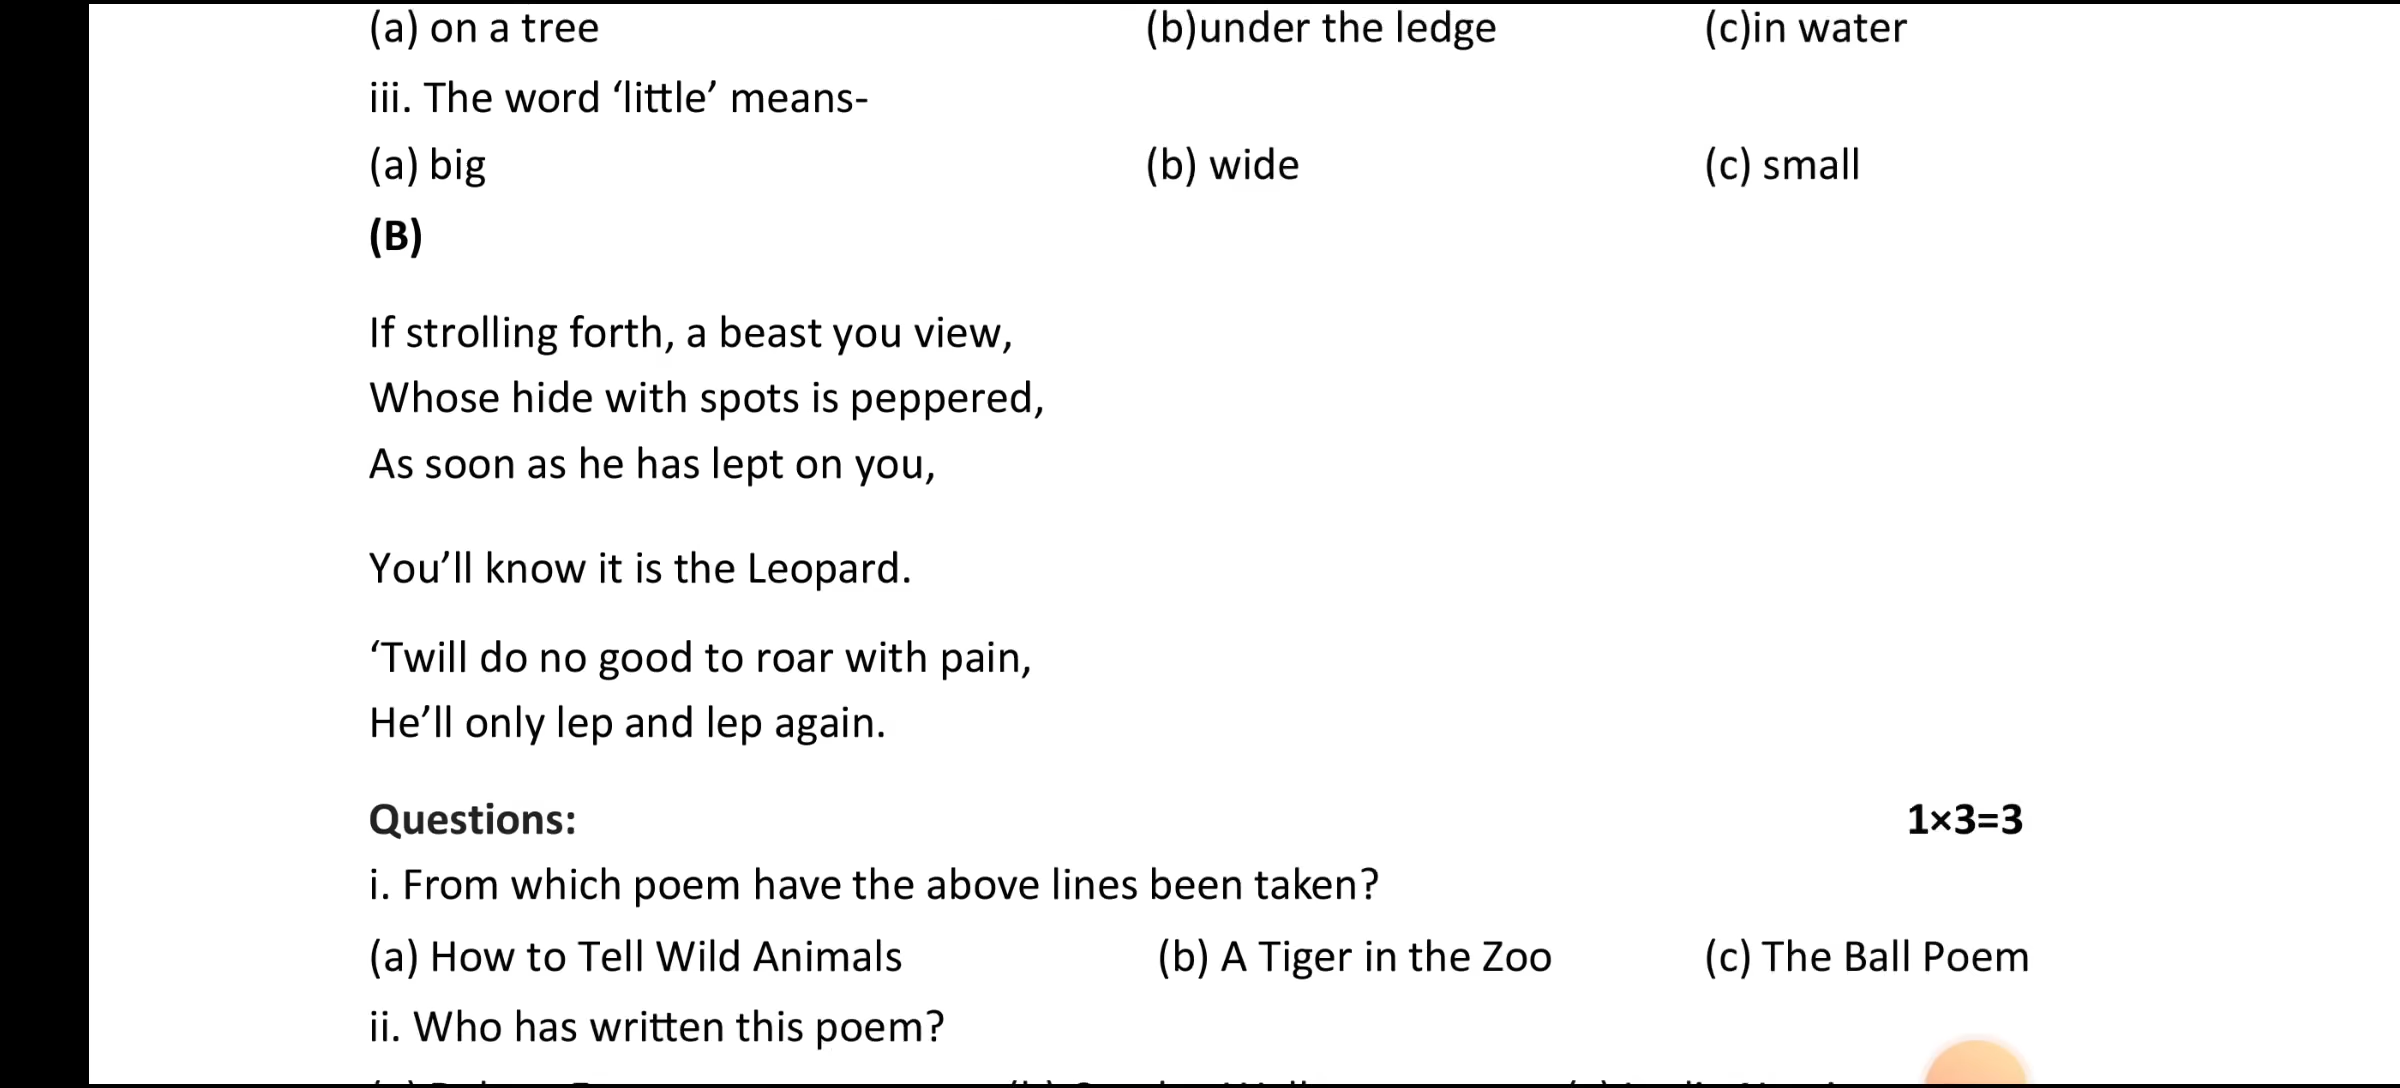 (a) on a tree (b)under the ledge (c)in water
iii. The word ‘little’ means-
(a) big (b) wide (c) small
(B)
If strolling forth, a beast you view,
Whose hide with spots is peppered,
As soon as he has lept on you,
You’ll know it is the Leopard.
‘Twill do no good to roar with pain,
He’ll only lep and lep again.
Questions: 1×3=3
i. From which poem have the above lines been taken?
(a) How to Tell Wild Animals (b) A Tiger in the Zoo (c) The Ball Poem
ii. Who has written this poem?